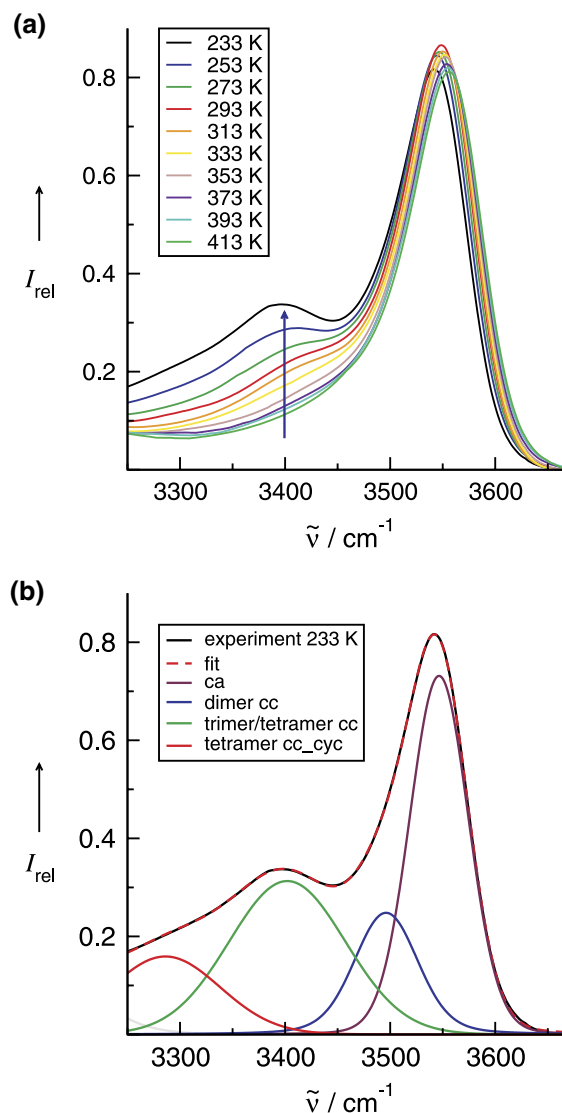 (a)
233 K
253 K
273 K
293 K
313 K
333 K
353 K
373 K
393 K
413 K
0.8
0.6
0.4
0.2
I rel
3300 3400 3500 3600
ṽ / cm⁻¹
(b)
experiment 233 K
fit
ca
dimer cc
trimer/tetramer cc
tetramer cc_cyc
0.8
0.6
0.4
0.2
I rel
3300 3400 3500 3600
ṽ / cm⁻¹